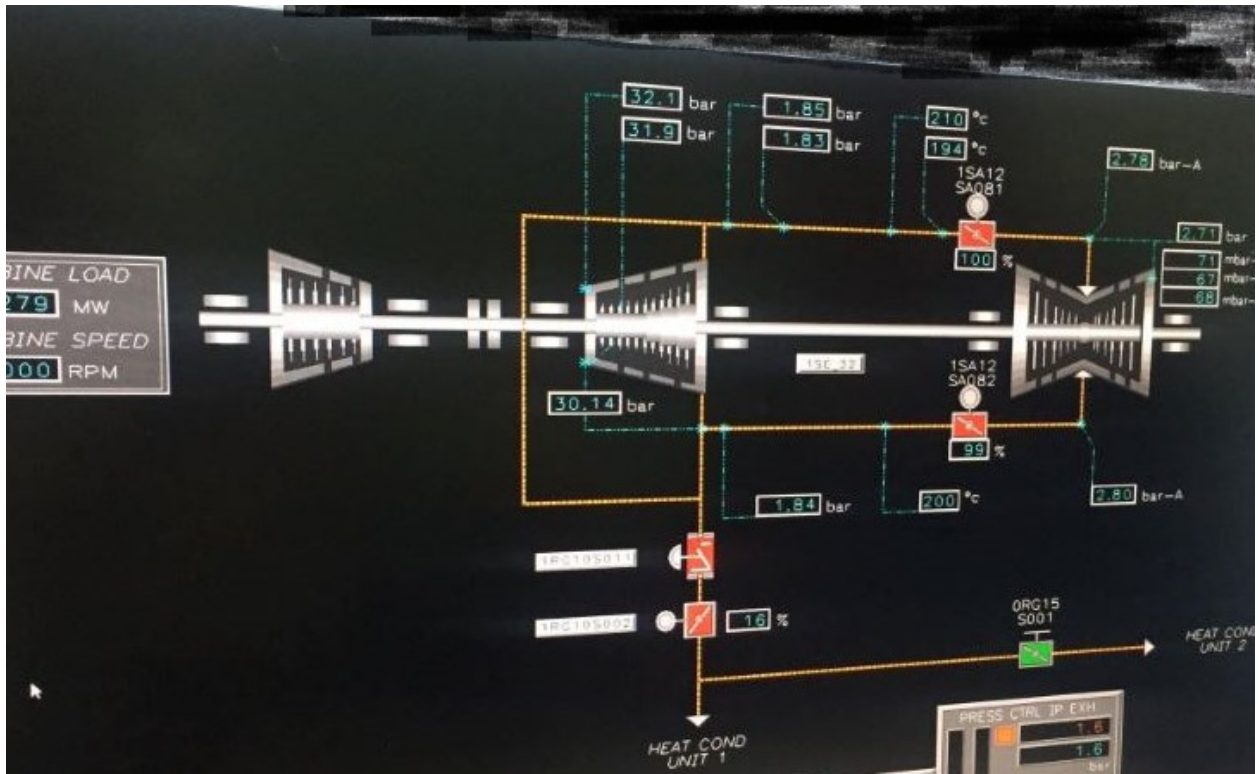 32.1 bar
31.9 bar
1.85 bar
1.83 bar
210 °c
194 °c
1SA12
SA081
2.78 bar-A
100 %
2.71 bar
71 mbar-
67 mbar-
68 mbar-
BINE LOAD
279 MW
BINE SPEED
000 RPM
1SA12
SA082
30.14 bar
99 %
1.84 bar
200 °c
2.80 bar-A
1RG10S011
1RG10S002
16 %
0RG15
S001
HEAT COND
UNIT 2
HEAT COND
UNIT 1
PRESS CTRL IP EXH
1.6
1.6
bar